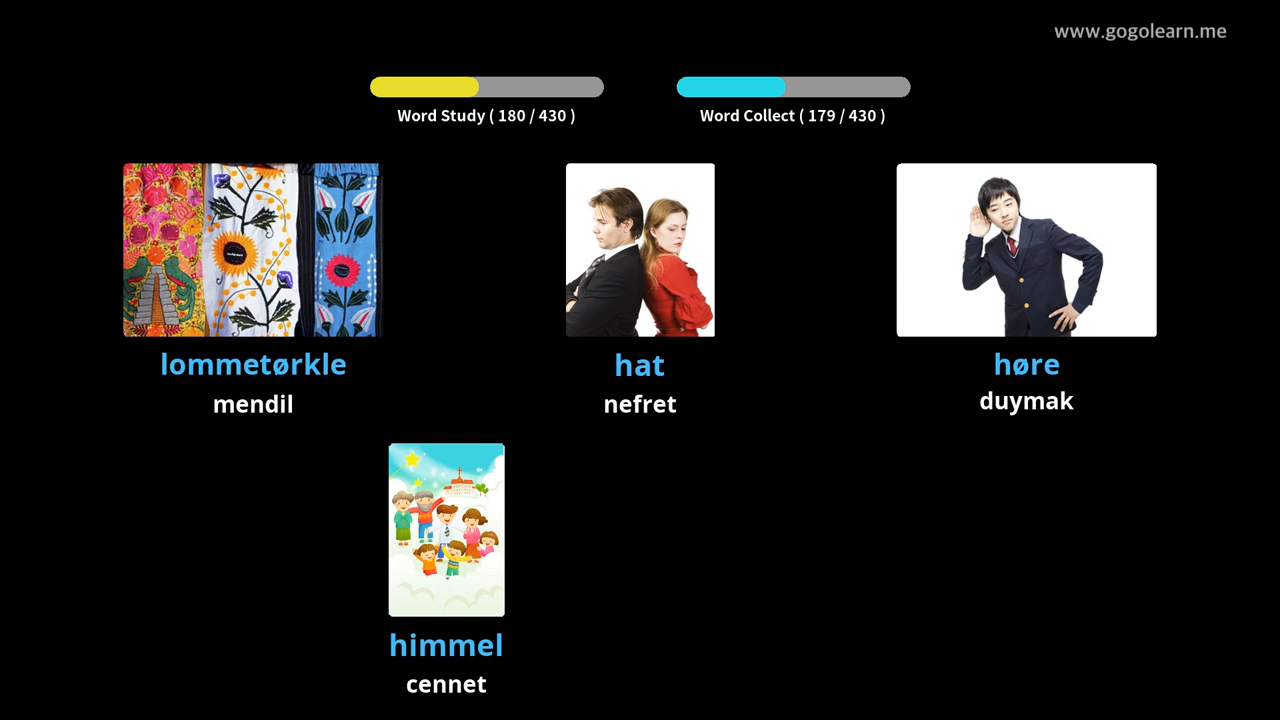 www.gogolearn.me
Word Study ( 180 / 430 )
Word Collect ( 179 / 430 )
lommetørkle
mendil
hat
nefret
høre
duymak
himmel
cennet